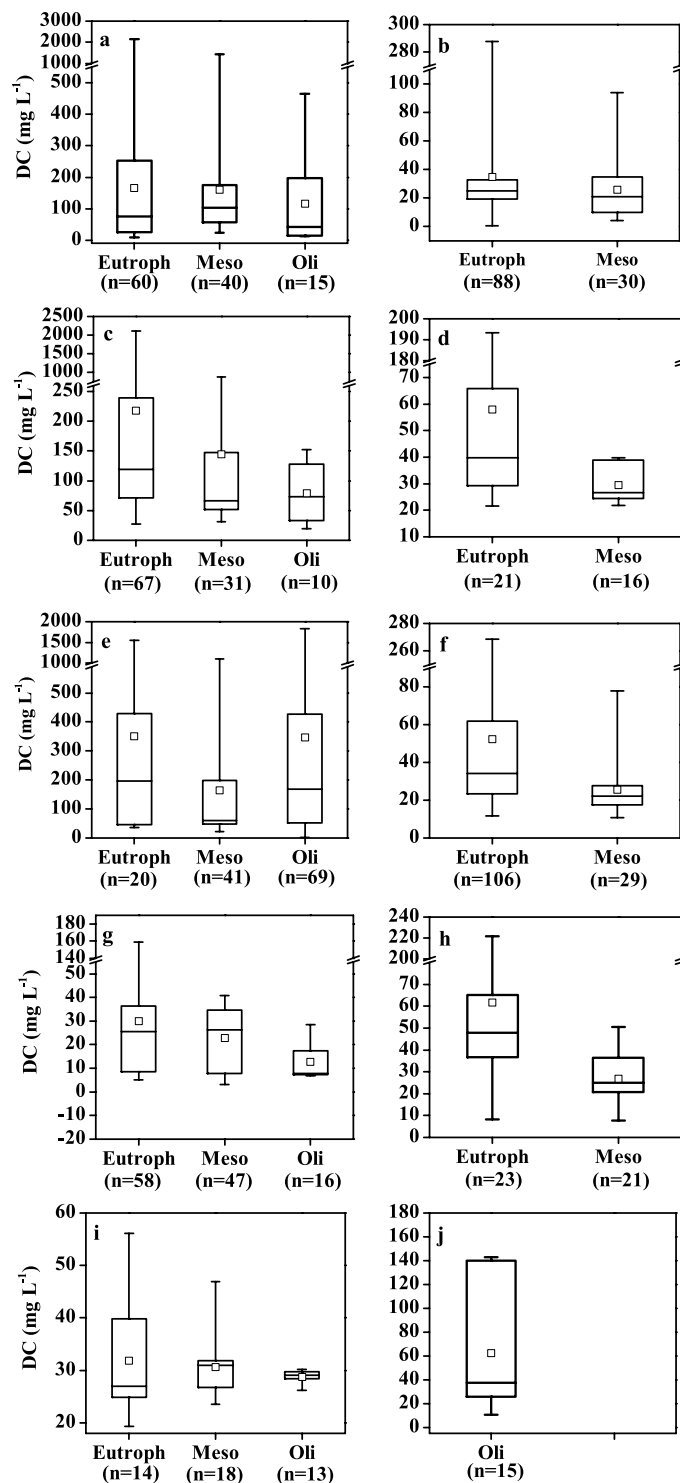 3000
2000
1000
500
400
300
200
100
0
DC (mg L-1)
a
Eutroph Meso Oli
(n=60) (n=40) (n=15)
300
280
100
80
60
40
20
0
b
Eutroph Meso
(n=88) (n=30)
2500
2000
1500
1000
500
250
200
150
100
50
0
DC (mg L-1)
c
Eutroph Meso Oli
(n=67) (n=31) (n=10)
200
190
180
70
60
50
40
30
20
10
d
Eutroph Meso
(n=21) (n=16)
2000
1000
500
400
300
200
100
0
DC (mg L-1)
e
Eutroph Meso Oli
(n=20) (n=41) (n=69)
280
260
80
60
40
20
0
f
Eutroph Meso
(n=106) (n=29)
180
160
140
50
40
30
20
10
0
-10
-20
DC (mg L-1)
g
Eutroph Meso Oli
(n=58) (n=47) (n=16)
240
220
200
70
60
50
40
30
20
10
0
h
Eutroph Meso
(n=23) (n=21)
60
50
40
30
20
DC (mg L-1)
i
Eutroph Meso Oli
(n=14) (n=18) (n=13)
180
160
140
120
100
80
60
40
20
0
j
Oli
(n=15)